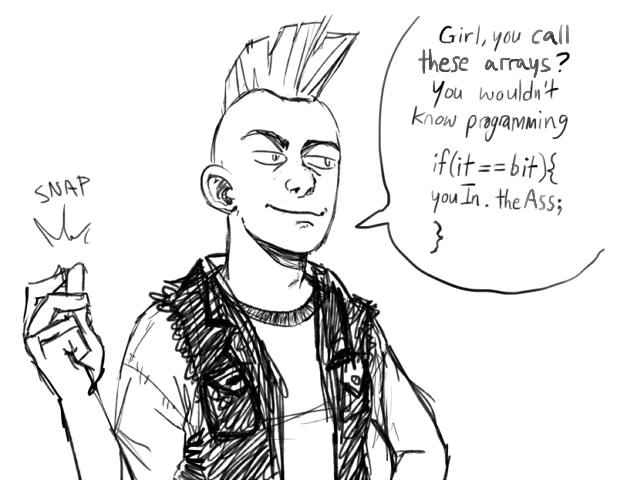 SNAP
Girl, you call
these arrays?
You wouldn't
know programming
if(it==bit){
youIn.theAss;
}